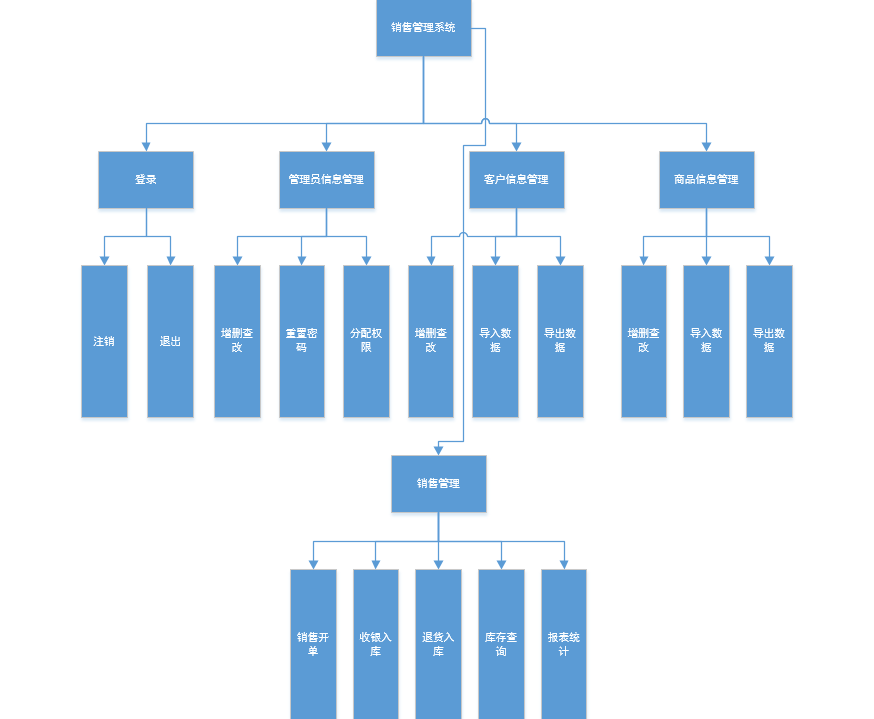 销售管理系统
登录
管理员信息管理
客户信息管理
商品信息管理
注销
退出
增删查
改
重置密
码
分配权
限
增删查
改
导入数
据
导出数
据
增删查
改
导入数
据
导出数
据
销售管理
销售开
单
收银入
库
退货入
库
库存查
询
报表统
计